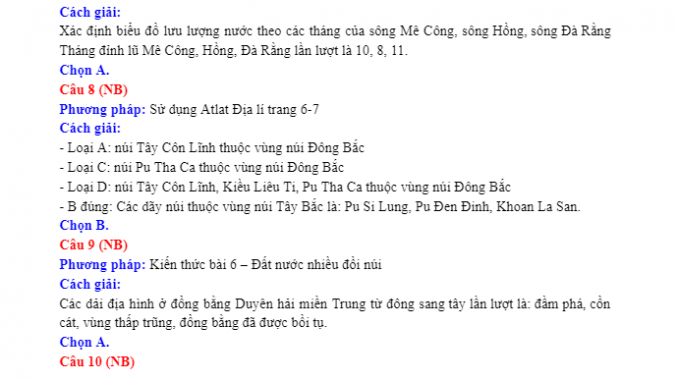 Cách giải:
Xác định biểu đồ lưu lượng nước theo các tháng của sông Mê Công, sông Hồng, sông Đà Rằng
Tháng đỉnh lũ Mê Công, Hồng, Đà Rằng lần lượt là 10, 8, 11.
Chọn A.
Câu 8 (NB)
Phương pháp: Sử dụng Atlat Địa lí trang 6-7
Cách giải:
- Loại A: núi Tây Côn Lĩnh thuộc vùng núi Đông Bắc
- Loại C: núi Pu Tha Ca thuộc vùng núi Đông Bắc
- Loại D: núi Tây Côn Lĩnh, Kiều Liêu Ti, Pu Tha Ca thuộc vùng núi Đông Bắc
- B đúng: Các dãy núi thuộc vùng núi Tây Bắc là: Pu Si Lung, Pu Đen Đinh, Khoan La San.
Chọn B.
Câu 9 (NB)
Phương pháp: Kiến thức bài 6 – Đất nước nhiều đồi núi
Cách giải:
Các dải địa hình ở đồng bằng Duyên hải miền Trung từ đông sang tây lần lượt là: đầm phá, cồn
cát, vùng thấp trũng, đồng bằng đã được bồi tụ.
Chọn A.
Câu 10 (NB)